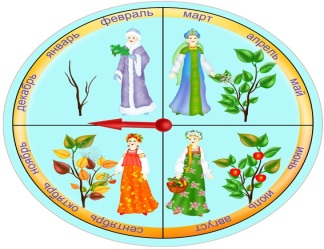 январь
февраль
март
апрель
май
июнь
июль
август
сентябрь
октябрь
ноябрь
декабрь